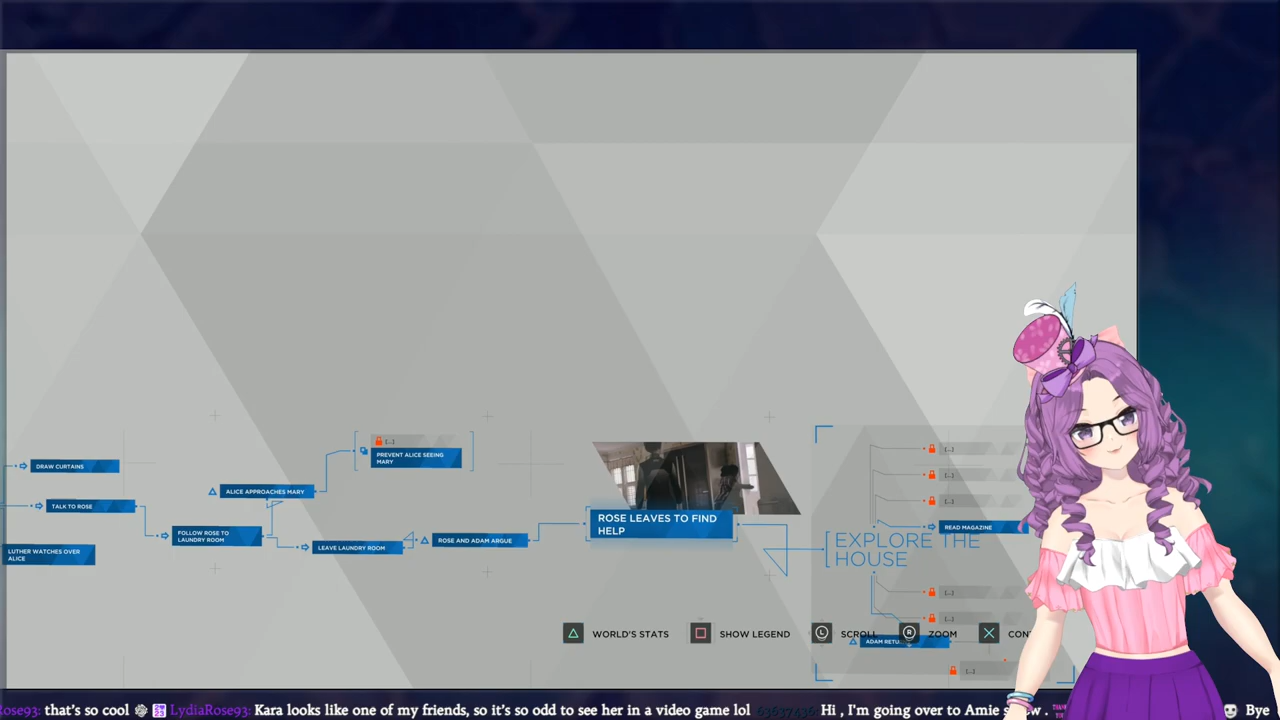 [...]
PREVENT ALICE SEEING
MARY
DRAW CURTAINS
ALICE APPROACHES MARY
TALK TO ROSE
FOLLOW ROSE TO
LAUNDRY ROOM
LEAVE LAUNDRY ROOM
ROSE AND ADAM ARGUE
LUTHER WATCHES OVER
ALICE
ROSE LEAVES TO FIND
HELP
[...]
[...]
[...]
READ MAGAZINE
EXPLORE THE
HOUSE
[...]
[...]
[...]
WORLD'S STATS
SHOW LEGEND
L SCROLL
R ZOOM
Rose93: that's so cool LydiaRose93: Kara looks like one of my friends, so it's so odd to see her in a video game lol Hi , I'm going over to Amie . Bye